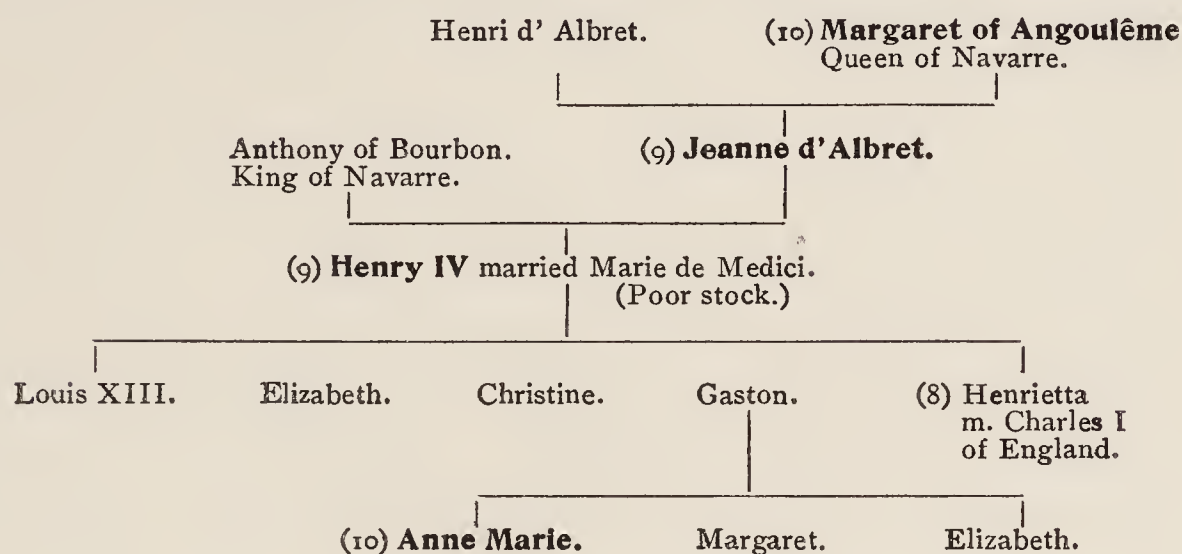 Henri d' Albret. (10) Margaret of Angoulême
Queen of Navarre.
Anthony of Bourbon. (9) Jeanne d'Albret.
King of Navarre.
(9) Henry IV married Marie de Medici.
(Poor stock.)
Louis XIII. Elizabeth. Christine. Gaston. (8) Henrietta
m. Charles I
of England.
(10) Anne Marie. Margaret. Elizabeth.